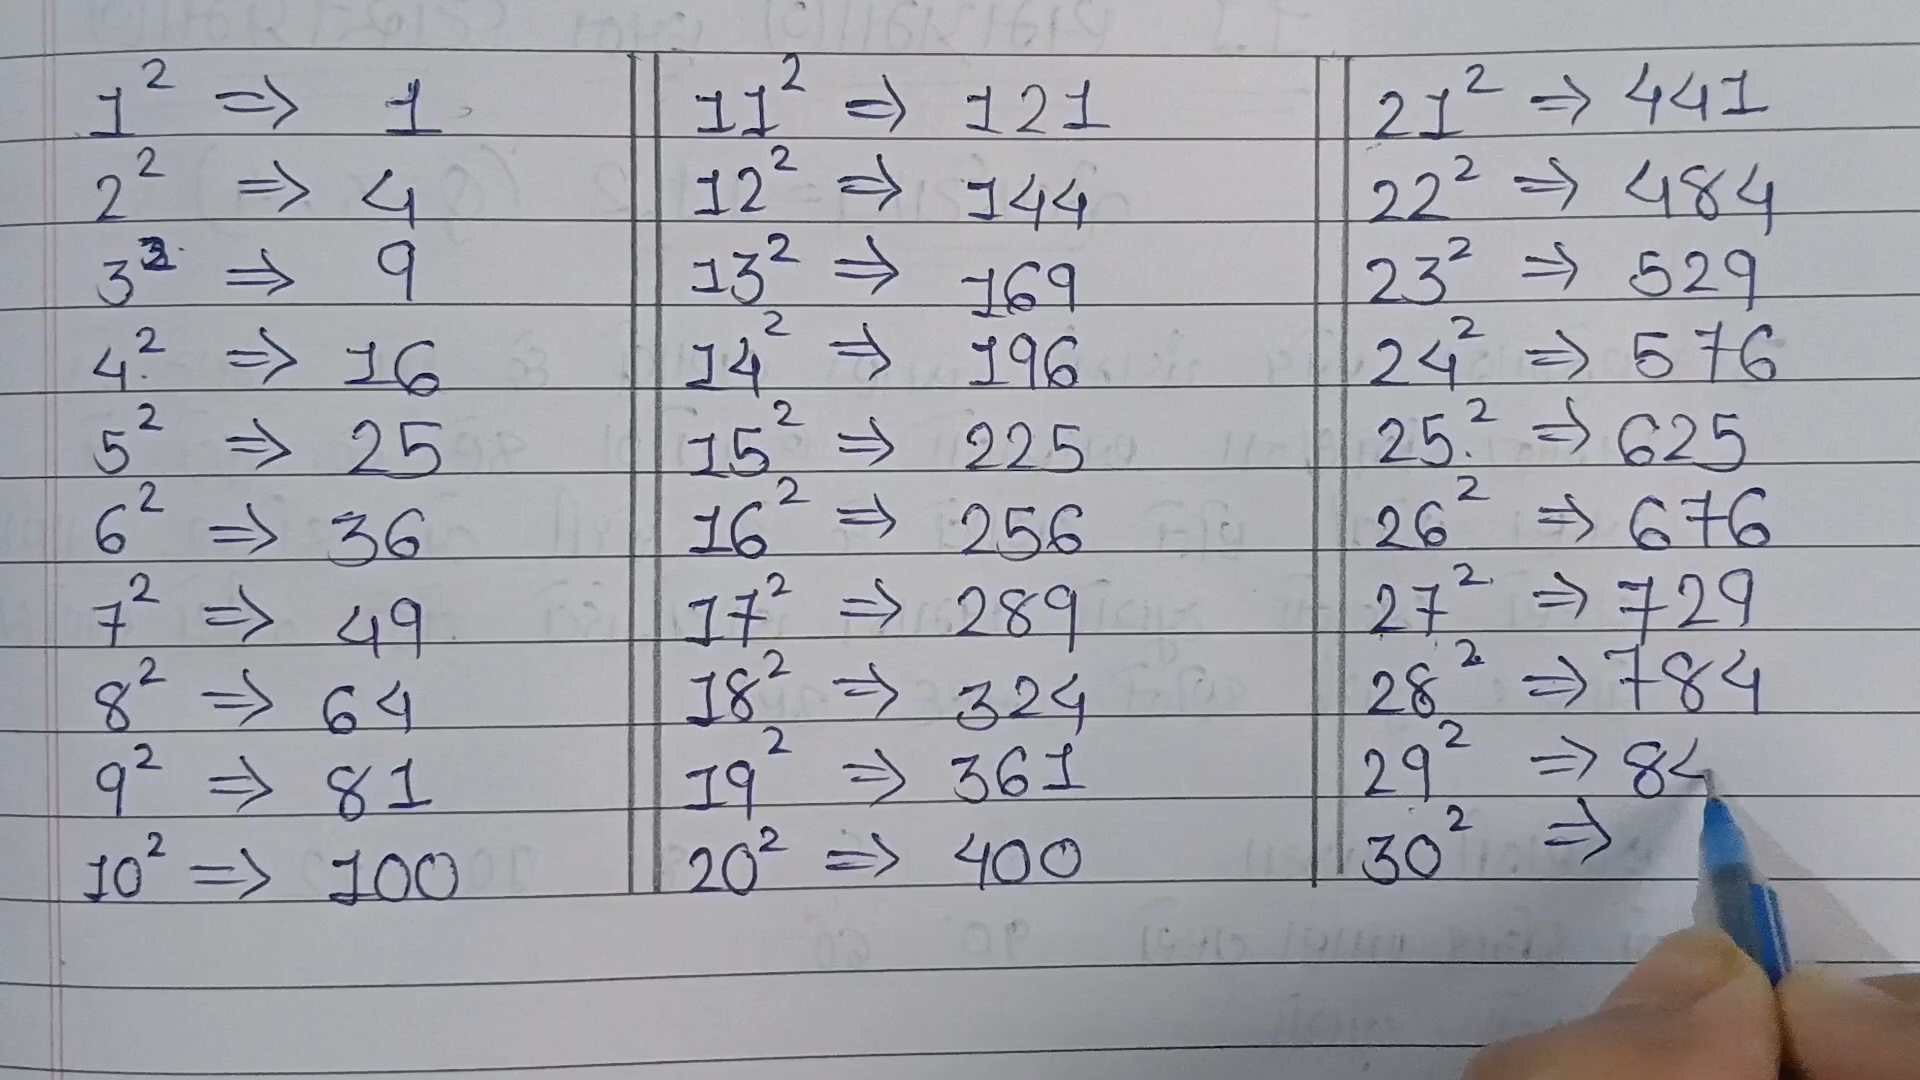 1² ⇒ 1
2² ⇒ 4
3² ⇒ 9
4² ⇒ 16
5² ⇒ 25
6² ⇒ 36
7² ⇒ 49
8² ⇒ 64
9² ⇒ 81
10² ⇒ 100
11² ⇒ 121
12² ⇒ 144
13² ⇒ 169
14² ⇒ 196
15² ⇒ 225
16² ⇒ 256
17² ⇒ 289
18² ⇒ 324
19² ⇒ 361
20² ⇒ 400
21² ⇒ 441
22² ⇒ 484
23² ⇒ 529
24² ⇒ 576
25² ⇒ 625
26² ⇒ 676
27² ⇒ 729
28² ⇒ 784
29² ⇒ 84
30² ⇒